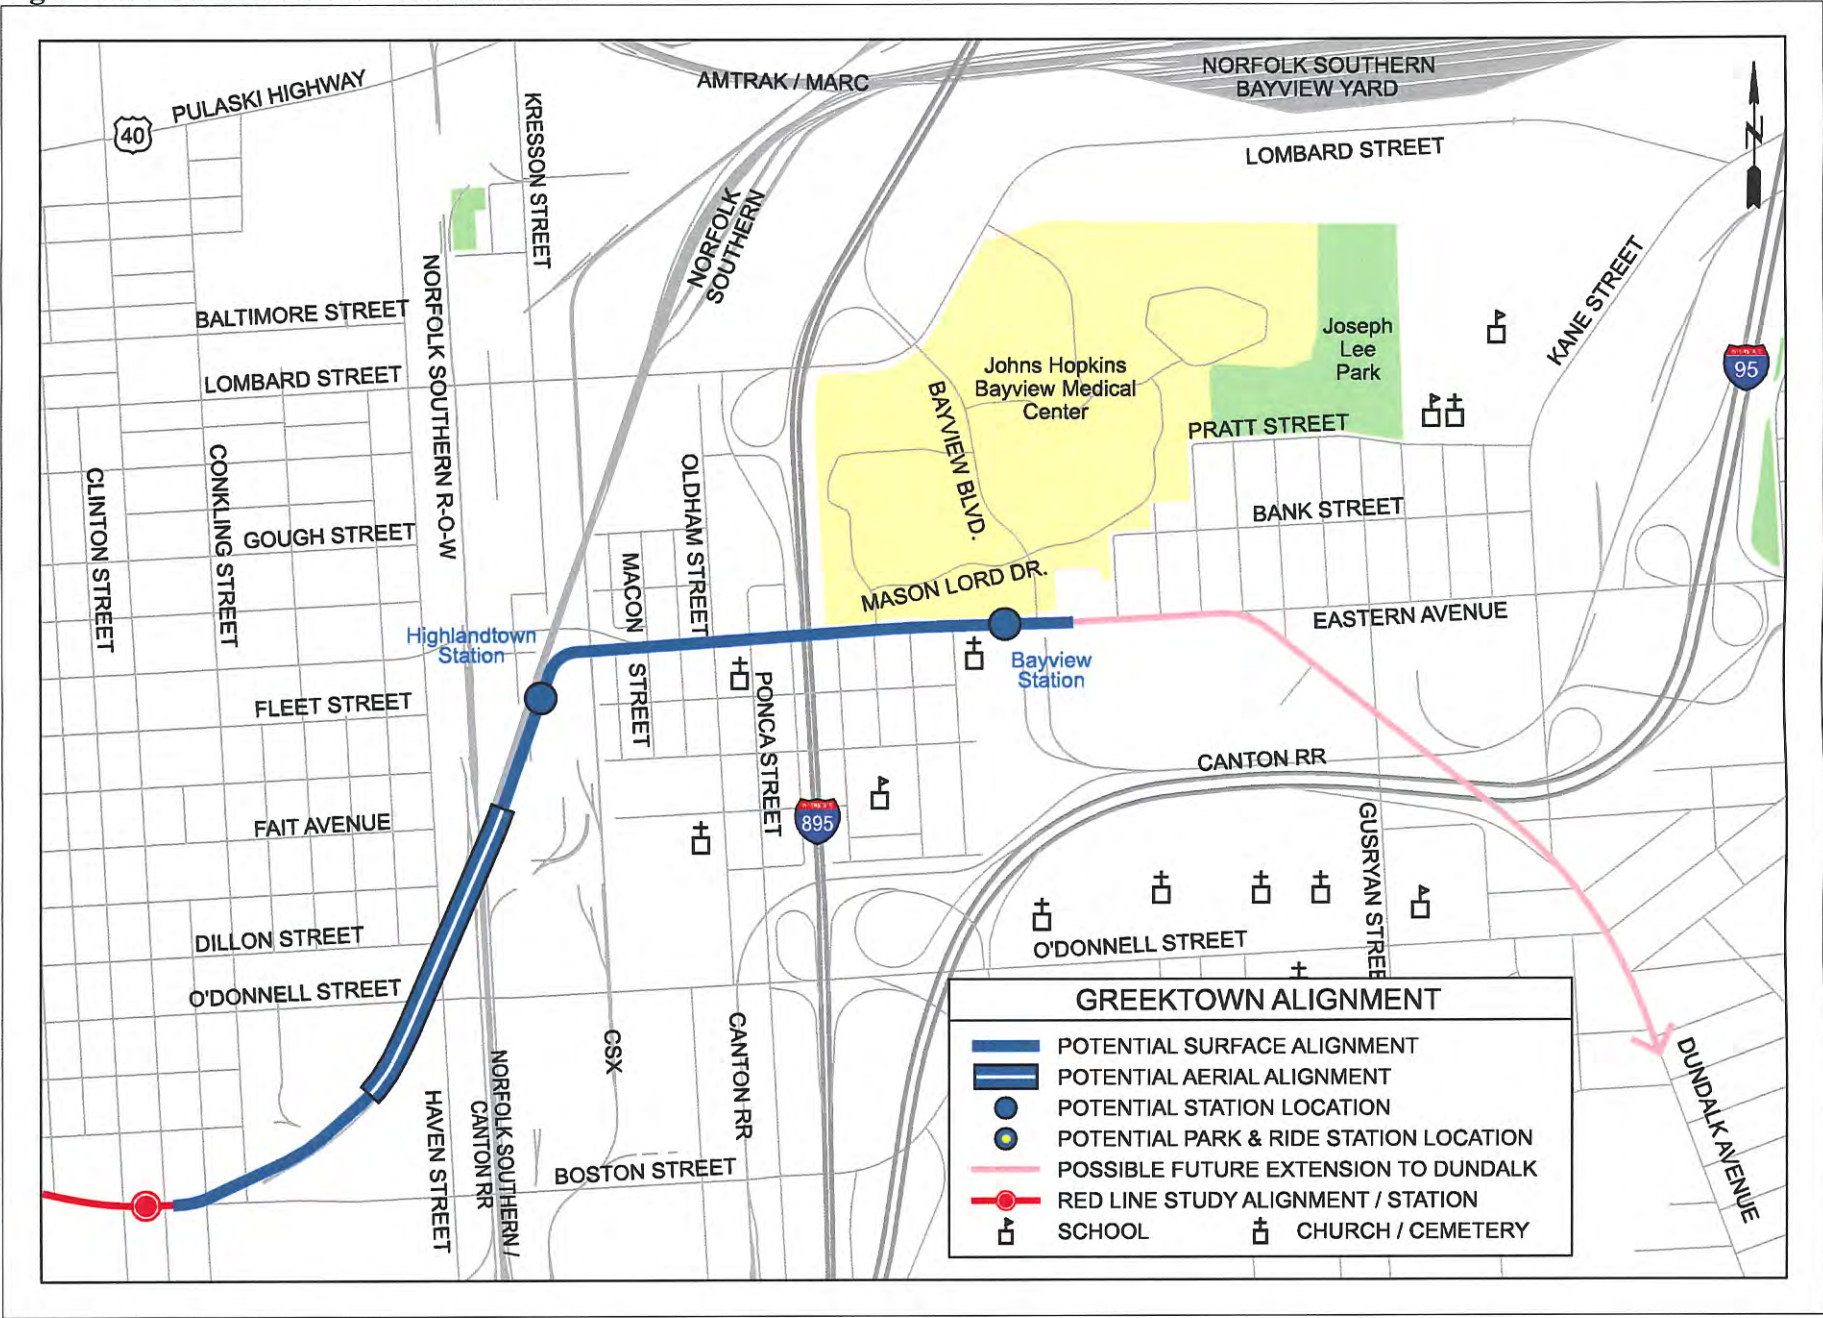 AMTRAK / MARC
NORFOLK SOUTHERN
BAYVIEW YARD
PULASKI HIGHWAY
40
KRESSON STREET
LOMBARD STREET
N
NORFOLK
SOUTHERN
KANE STREET
BALTIMORE STREET
NORFOLK SOUTHERN R-O-W
Joseph
Lee
Park
Johns Hopkins
Bayview Medical
Center
95
LOMBARD STREET
BAYVIEW BLVD.
PRATT STREET
CLINTON STREET
CONKLING STREET
OLDHAM STREET
BANK STREET
GOUGH STREET
MACON
STREET
MASON LORD DR.
EASTERN AVENUE
Highlandtown
Station
Bayview
Station
FLEET STREET
PONCA STREET
CANTON RR
FAIT AVENUE
895
GUSRYAN STREE
DILLON STREET
O'DONNELL STREET
O'DONNELL STREET
CSX
CANTON RR
HAVEN STREET
NORFOLK SOUTHERN /
CANTON RR
BOSTON STREET
DUNDALK AVENUE
GREEKTOWN ALIGNMENT
POTENTIAL SURFACE ALIGNMENT
POTENTIAL AERIAL ALIGNMENT
POTENTIAL STATION LOCATION
POTENTIAL PARK & RIDE STATION LOCATION
POSSIBLE FUTURE EXTENSION TO DUNDALK
RED LINE STUDY ALIGNMENT / STATION
SCHOOL CHURCH / CEMETERY